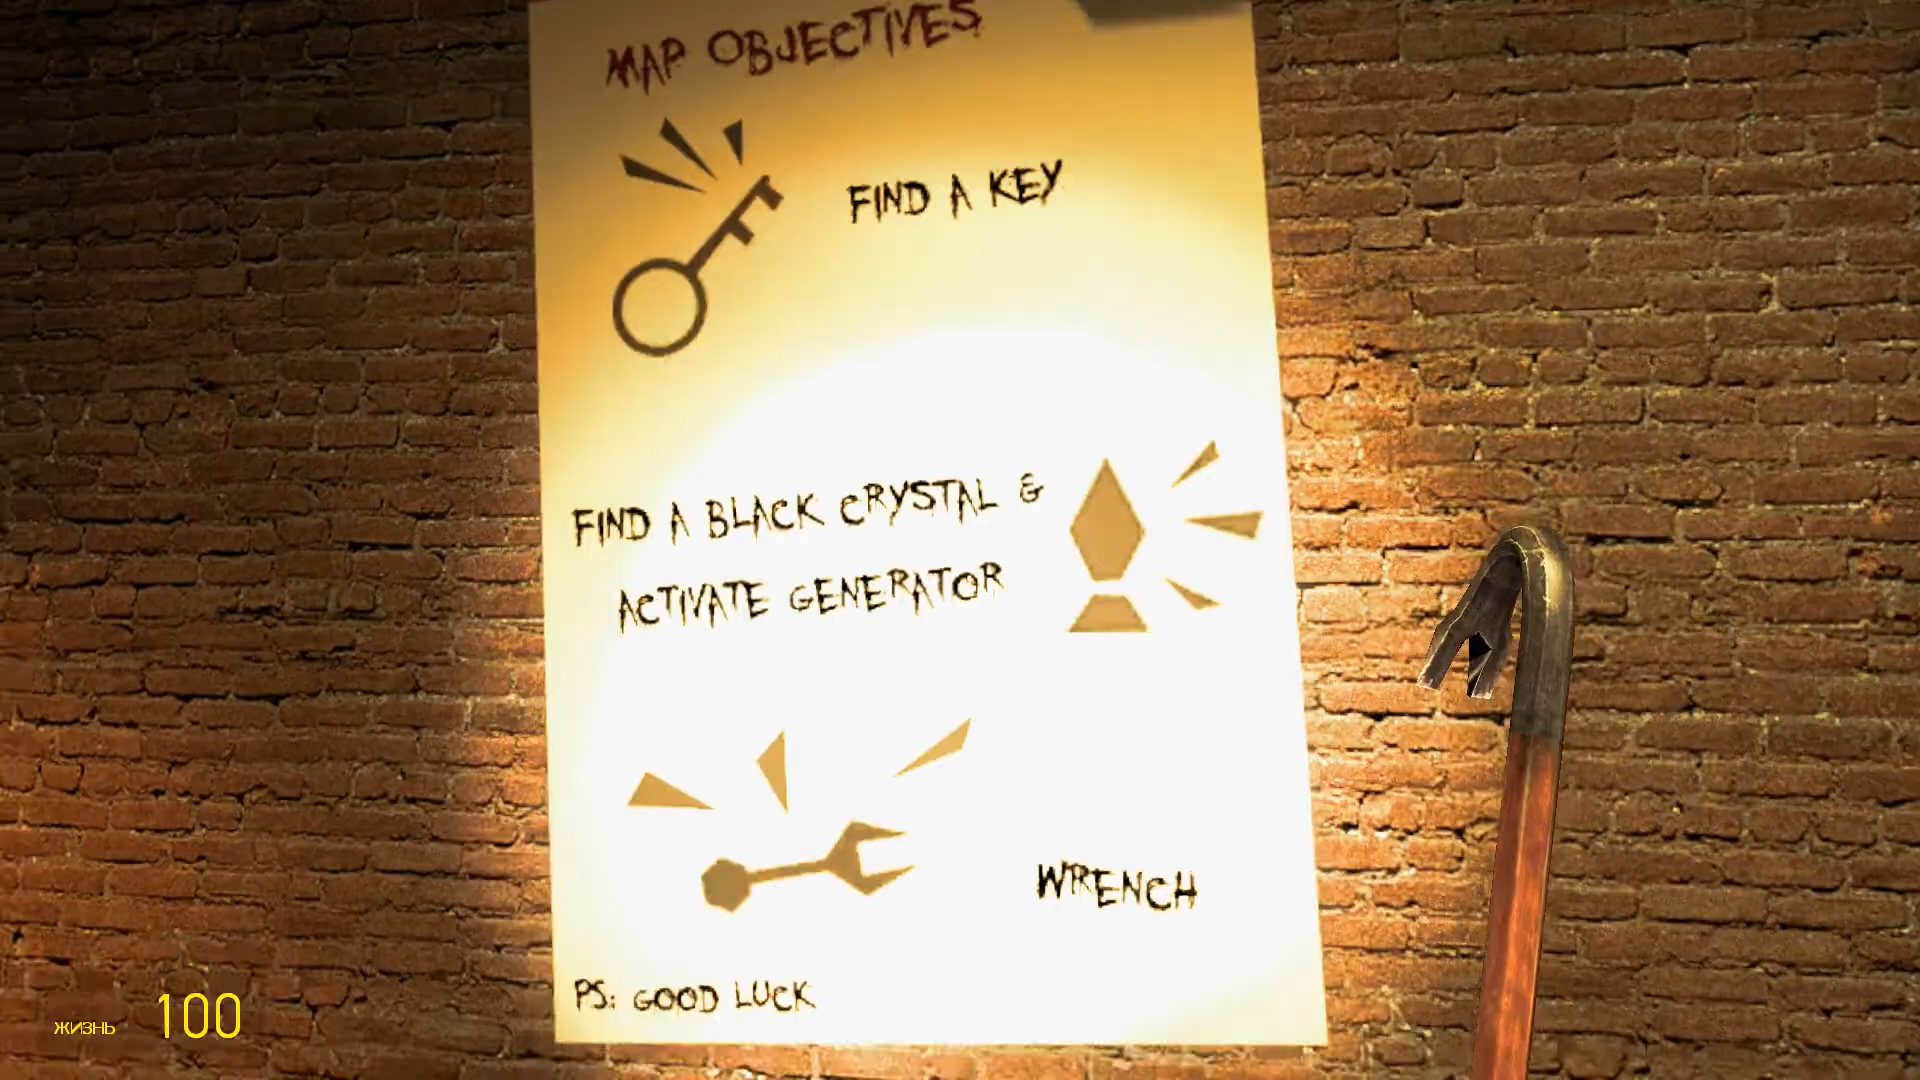 MAP OBJECTIVES
FIND A KEY
FIND A BLACK CRYSTAL &
ACTIVATE GENERATOR
WRENCH
PS: GOOD LUCK
ЖИЗНЬ 100